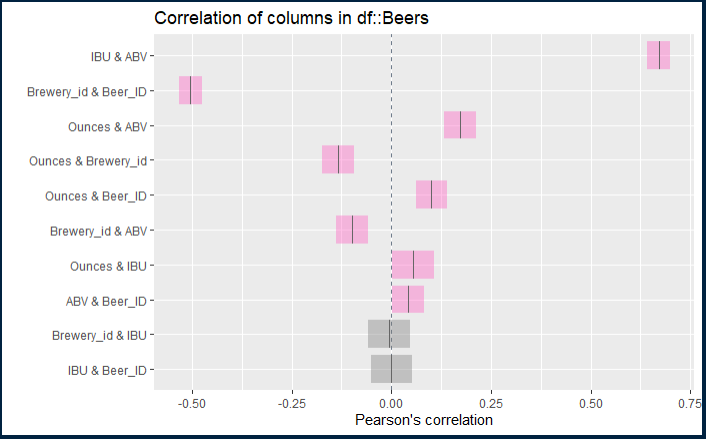 Correlation of columns in df::Beers
IBU & ABV
Brewery_id & Beer_ID
Ounces & ABV
Ounces & Brewery_id
Ounces & Beer_ID
Brewery_id & ABV
Ounces & IBU
ABV & Beer_ID
Brewery_id & IBU
IBU & Beer_ID
-0.50 -0.25 0.00 0.25 0.50 0.75
Pearson's correlation